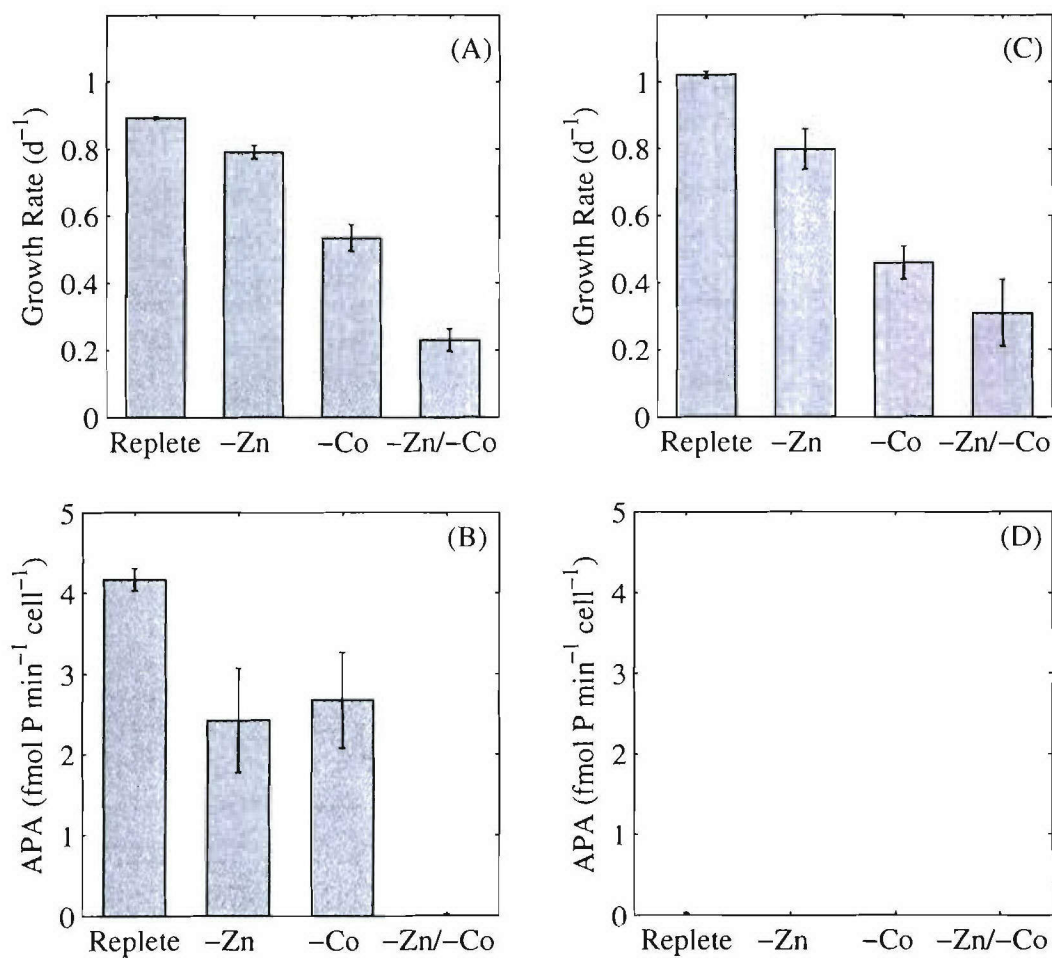 (A)
Growth Rate (d⁻¹)
1
0.8
0.6
0.4
0.2
0
Replete –Zn –Co –Zn/–Co
(C)
Growth Rate (d⁻¹)
1
0.8
0.6
0.4
0.2
0
Replete –Zn –Co –Zn/–Co
(B)
APA (fmol P min⁻¹ cell⁻¹)
5
4
3
2
1
0
Replete –Zn –Co –Zn/–Co
(D)
APA (fmol P min⁻¹ cell⁻¹)
5
4
3
2
1
0
Replete –Zn –Co –Zn/–Co